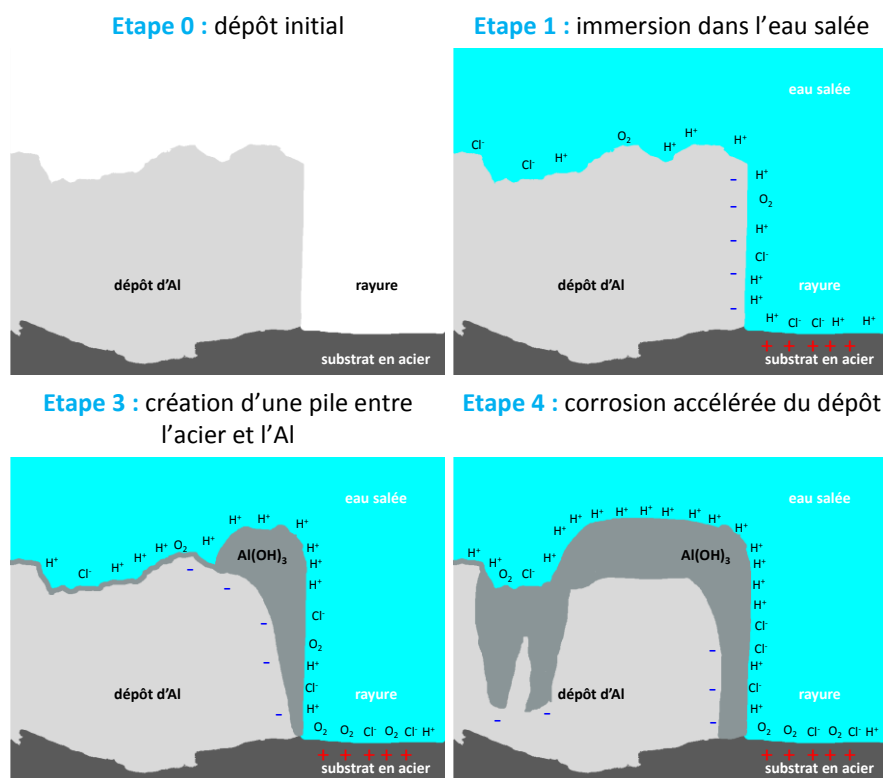 Etape 0 : dépôt initial
dépôt d'Al
rayure
substrat en acier
Etape 1 : immersion dans l'eau salée
eau salée
Cl⁻ Cl⁻ H⁺ O₂ H⁺ H⁺ H⁺
H⁺
O₂
H⁺
Cl⁻
H⁺
H⁺
dépôt d'Al
rayure
H⁺ Cl⁻ Cl⁻ H⁺ H⁺
– – – – –
+ + + + +
substrat en acier
Etape 3 : création d'une pile entre
l'acier et l'Al
eau salée
H⁺ Cl⁻ H⁺ H⁺ H⁺ O₂ H⁺ H⁺ H⁺ H⁺
Al(OH)₃
H⁺
H⁺
H⁺
Cl⁻
O₂
H⁺
Cl⁻
H⁺
dépôt d'Al
rayure
O₂ O₂ Cl⁻ O₂ Cl⁻ H⁺
– – – – –
+ + + + +
substrat en acier
Etape 4 : corrosion accélérée du dépôt
eau salée
H⁺ O₂ Cl⁻ H⁺ H⁺ H⁺ H⁺ H⁺ H⁺ H⁺ H⁺ H⁺ H⁺
Al(OH)₃
H⁺
H⁺
H⁺
H⁺
Cl⁻
Cl⁻
H⁺
Cl⁻
H⁺
dépôt d'Al
rayure
O₂ O₂ Cl⁻ O₂ Cl⁻ H⁺
– – – – –
+ + + + +
substrat en acier